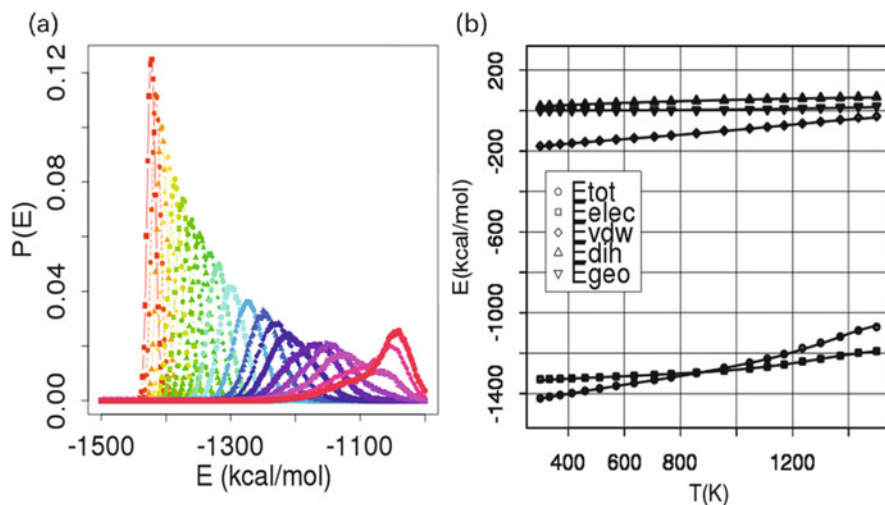 (a)
P(E)
0.12
0.08
0.04
0.00
-1500
-1300
-1100
E (kcal/mol)
(b)
E(kcal/mol)
200
-200
-600
-1000
-1400
Etot
Eelec
Evdw
Edih
Egeo
400
600
800
1200
T(K)